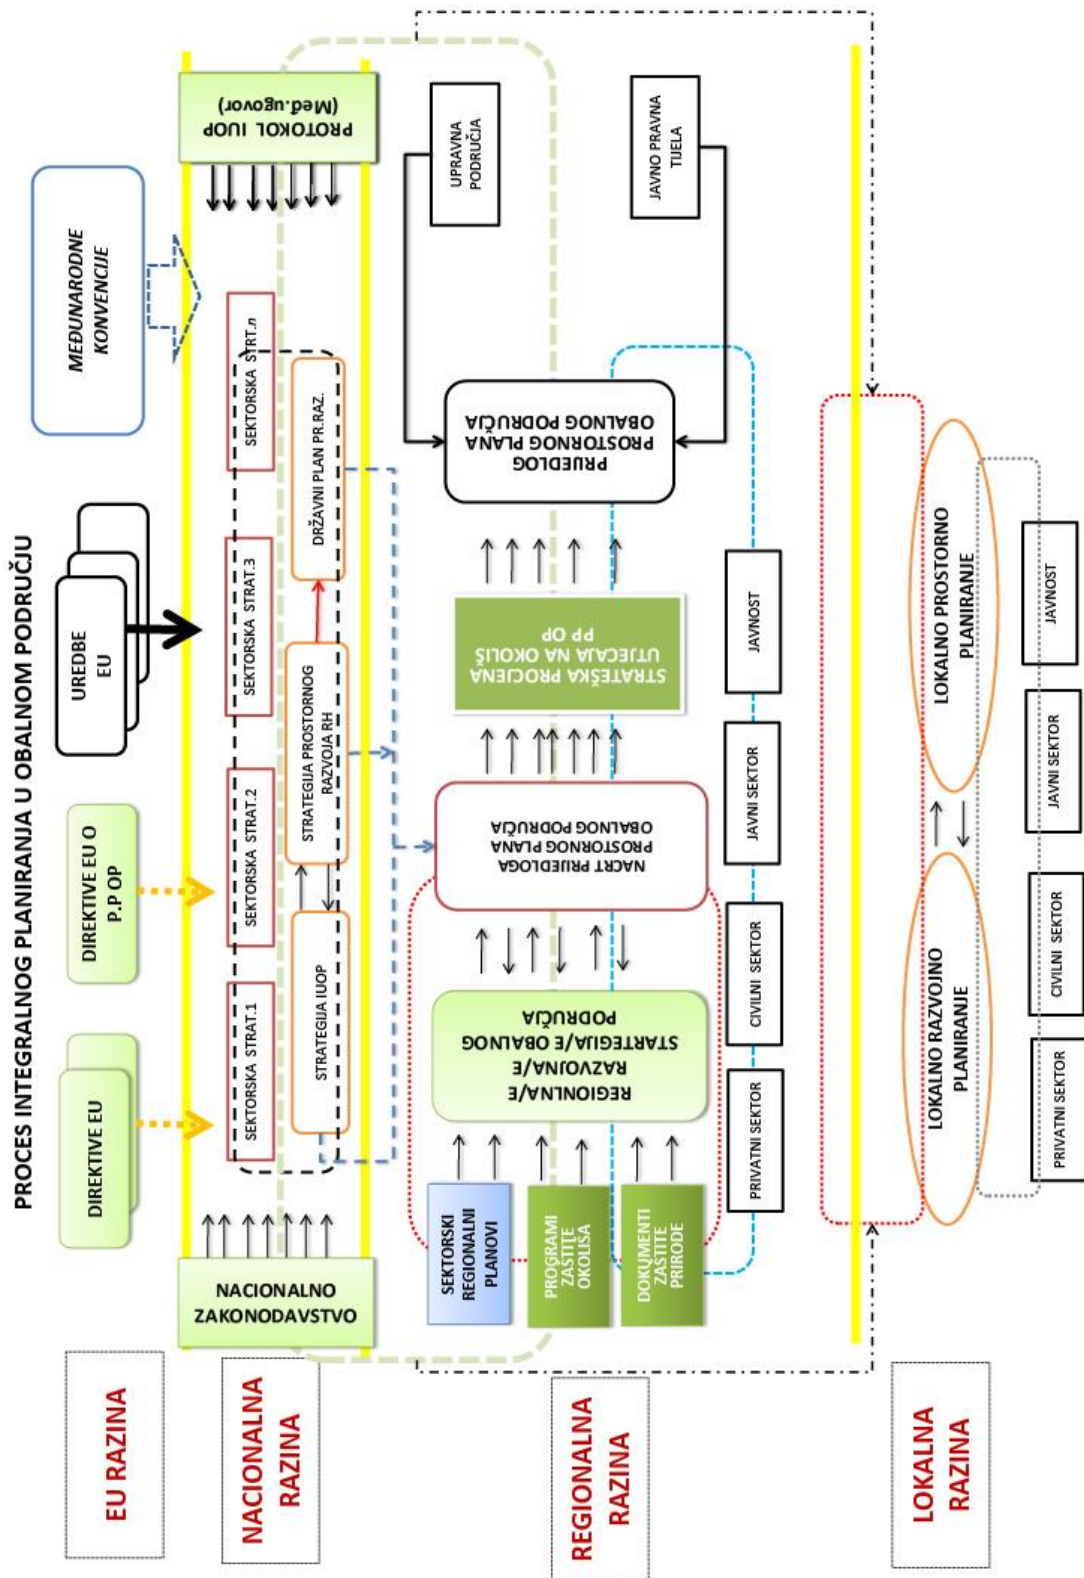 PROCES INTEGRALNOG PLANIRANJA U OBALNOM PODRUČJU
EU RAZINA
DIREKTIVE EU
DIREKTIVE EU O
P.P OP
UREDBE
EU
MEĐUNARODNE
KONVENCIJE
NACIONALNA
RAZINA
NACIONALNO
ZAKONODAVSTVO
SEKTORSKA STRAT.1
SEKTORSKA STRAT.2
SEKTORSKA STRAT.3
SEKTORSKA STRT.n
STRATEGIJA IUOP
STRATEGIJA PROSTORNOG
RAZVOJA RH
DRŽAVNI PLAN PR.RAZ.
PROTOKOL IUOP
(Međ.ugovor)
REGIONALNA
RAZINA
SEKTORSKI
REGIONALNI
PLANOVI
PROGRAMI
ZASTITE
OKOLIŠA
DOKUMENTI
ZASTITE
PRIRODE
REGIONLNA/E
RAZVOJNA/E
STARTEGIJA/E OBALNOG
PODRUČJA
NACRT PRIJEDLOGA
PROSTORNOG PLANA
OBALNOG PODRUČJA
STRATEŠKA PROCJENA
UTJECAJA NA OKOLIŠ
PP OP
PRIJEDLOG
PROSTORNOG PLANA
OBALNOG PODRUČJA
UPRAVNA
PODRUČJA
JAVNO PRAVNA
TIJELA
PRIVATNI SEKTOR
CIVILNI SEKTOR
JAVNI SEKTOR
JAVNOST
LOKALNA
RAZINA
LOKALNO RAZVOJNO
PLANIRANJE
LOKALNO PROSTORNO
PLANIRANJE
PRIVATNI SEKTOR
CIVILNI SEKTOR
JAVNI SEKTOR
JAVNOST